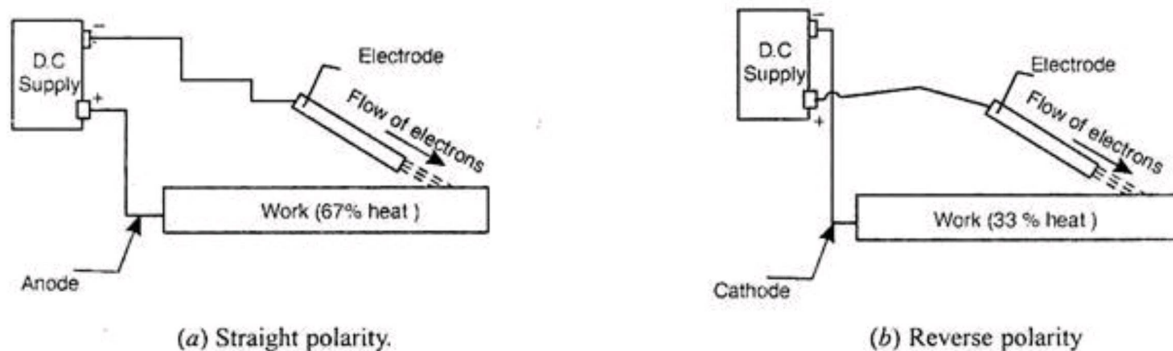 D.C
Supply
−
+
Electrode
Flow of electrons
Work (67% heat )
Anode
(a) Straight polarity.
D.C
Supply
−
+
Electrode
Flow of electrons
Work (33 % heat )
Cathode
(b) Reverse polarity